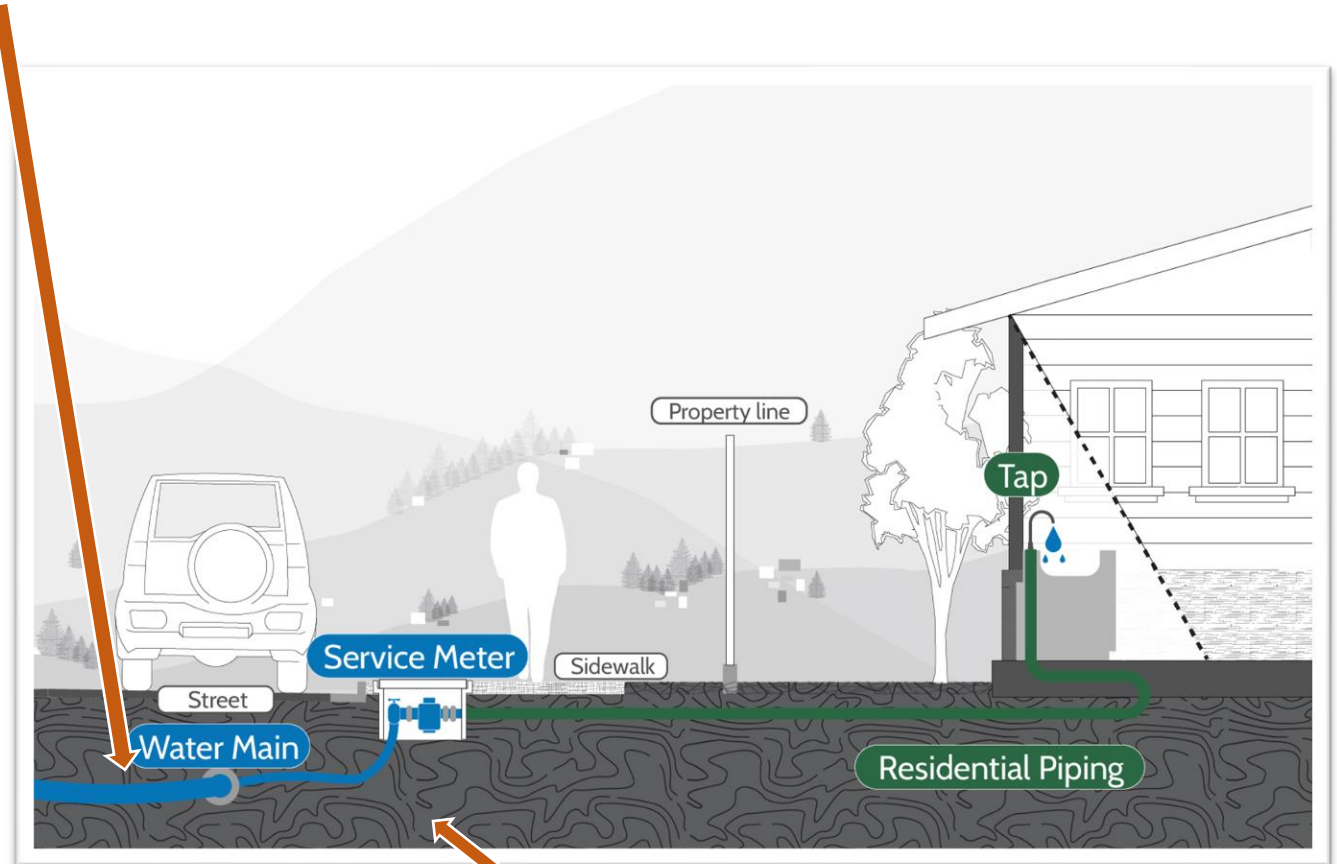 Property line
Tap
Service Meter
Sidewalk
Street
Water Main
Residential Piping